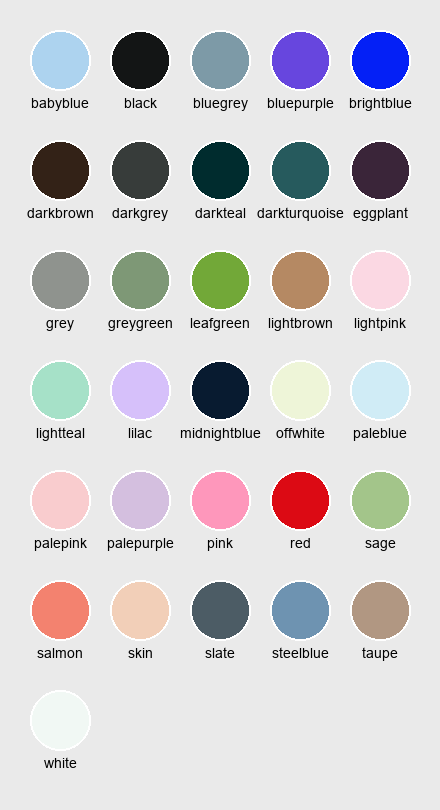 babyblue black bluegrey bluepurple brightblue
darkbrown darkgrey darkteal darkturquoise eggplant
grey greygreen leafgreen lightbrown lightpink
lightteal lilac midnightblue offwhite paleblue
palepink palepurple pink red sage
salmon skin slate steelblue taupe
white